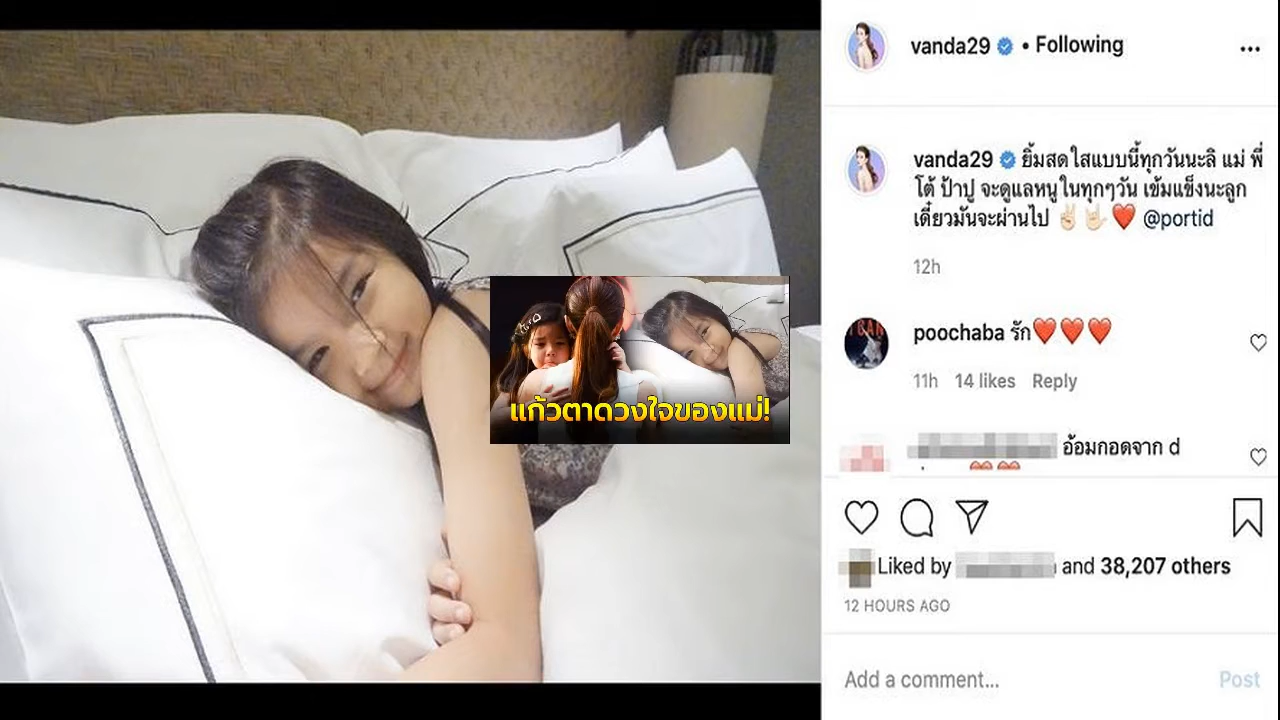 vanda29 • Following
vanda29 ยิ้มสดใสแบบนี้ทุกวันนะลิ แม่ พี่
โต้ ป้าปู จะดูแลหนูในทุกๆวัน เข้มแข็งนะลูก
เดี๋ยวมันจะผ่านไป ✌🏻🤟🏻❤️ @portid
12h
poochaba รัก❤️❤️❤️
11h 14 likes Reply
อ้อมกอดจาก d
แก้วตาดวงใจของแม่!
Liked by and 38,207 others
12 HOURS AGO
Add a comment... Post